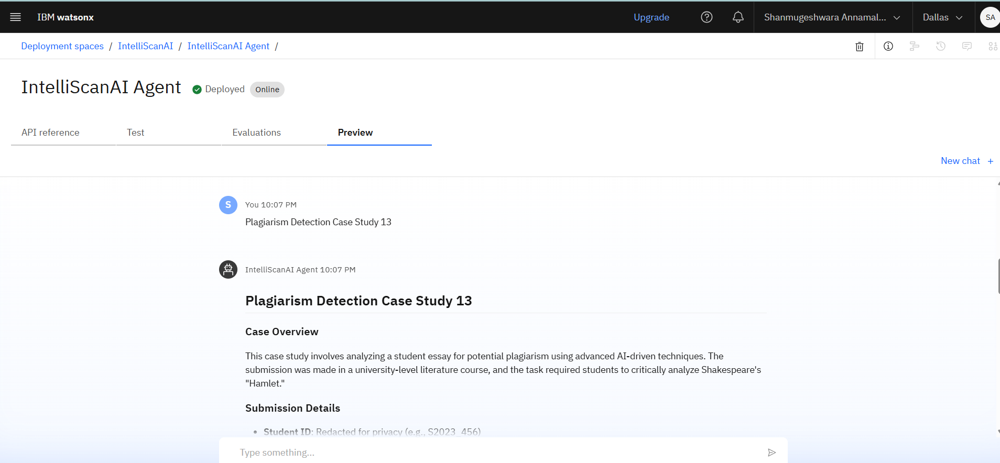 IBM watsonx
Upgrade
Shanmugeshwara Annamal...
Dallas
SA
Deployment spaces / IntelliScanAI / IntelliScanAI Agent /
IntelliScanAI Agent
Deployed
Online
API reference
Test
Evaluations
Preview
New chat +
S
You 10:07 PM
Plagiarism Detection Case Study 13
IntelliScanAI Agent 10:07 PM
Plagiarism Detection Case Study 13
Case Overview
This case study involves analyzing a student essay for potential plagiarism using advanced AI-driven techniques. The
submission was made in a university-level literature course, and the task required students to critically analyze Shakespeare's
"Hamlet."
Submission Details
• Student ID: Redacted for privacy (e.g., S2023_456)
Type something...